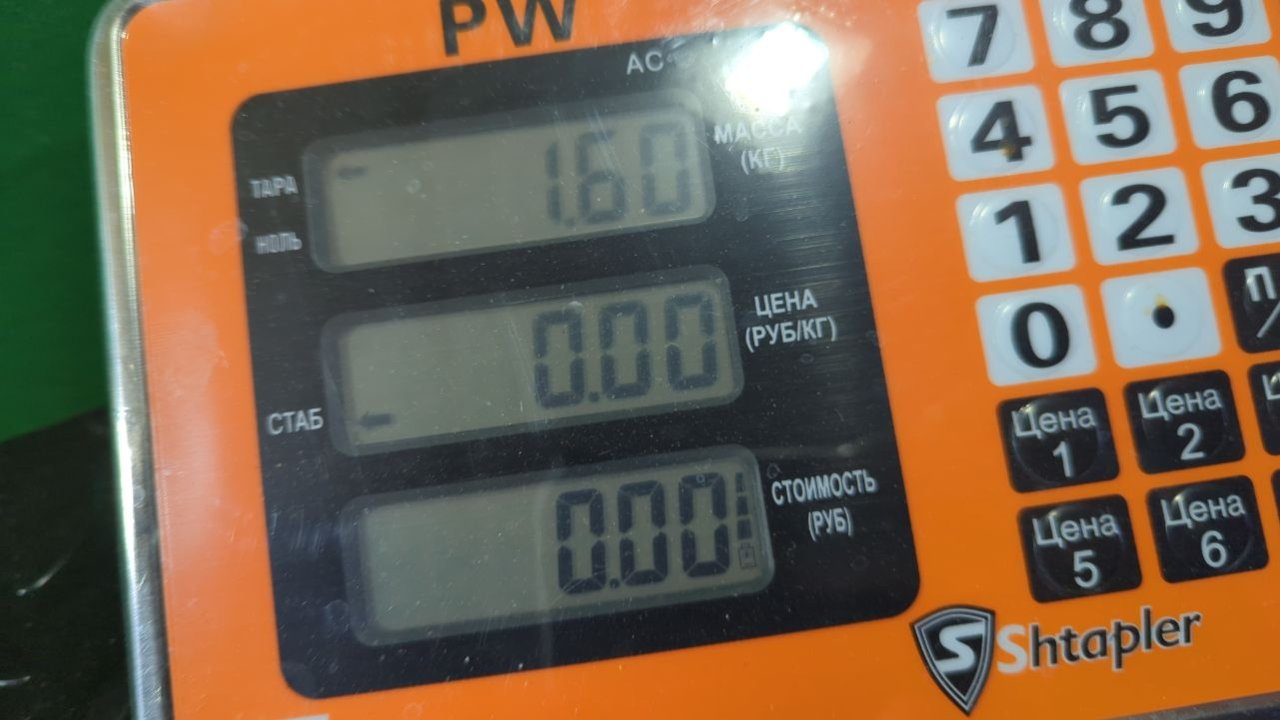 PW
AC
ТАРА
НОЛЬ
1.60
МАССА
(КГ)
СТАБ
0.00
ЦЕНА
(РУБ/КГ)
0.00
СТОИМОСТЬ
(РУБ)
7 8 9
4 5 6
1 2 3
0 .
Цена 1
Цена 2
Цена 5
Цена 6
S Shtapler